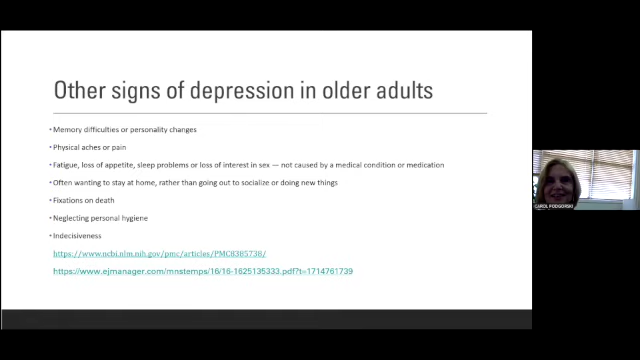 Other signs of depression in older adults
• Memory difficulties or personality changes
• Physical aches or pain
• Fatigue, loss of appetite, sleep problems or loss of interest in sex — not caused by a medical condition or medication
• Often wanting to stay at home, rather than going out to socialize or doing new things
• Fixations on death
• Neglecting personal hygiene
• Indecisiveness
https://www.ncbi.nlm.nih.gov/pmc/articles/PMC8385738/
https://www.ejmanager.com/mnstemps/16/16-1625135333.pdf?t=1714761739
CAROL PODGORSKI